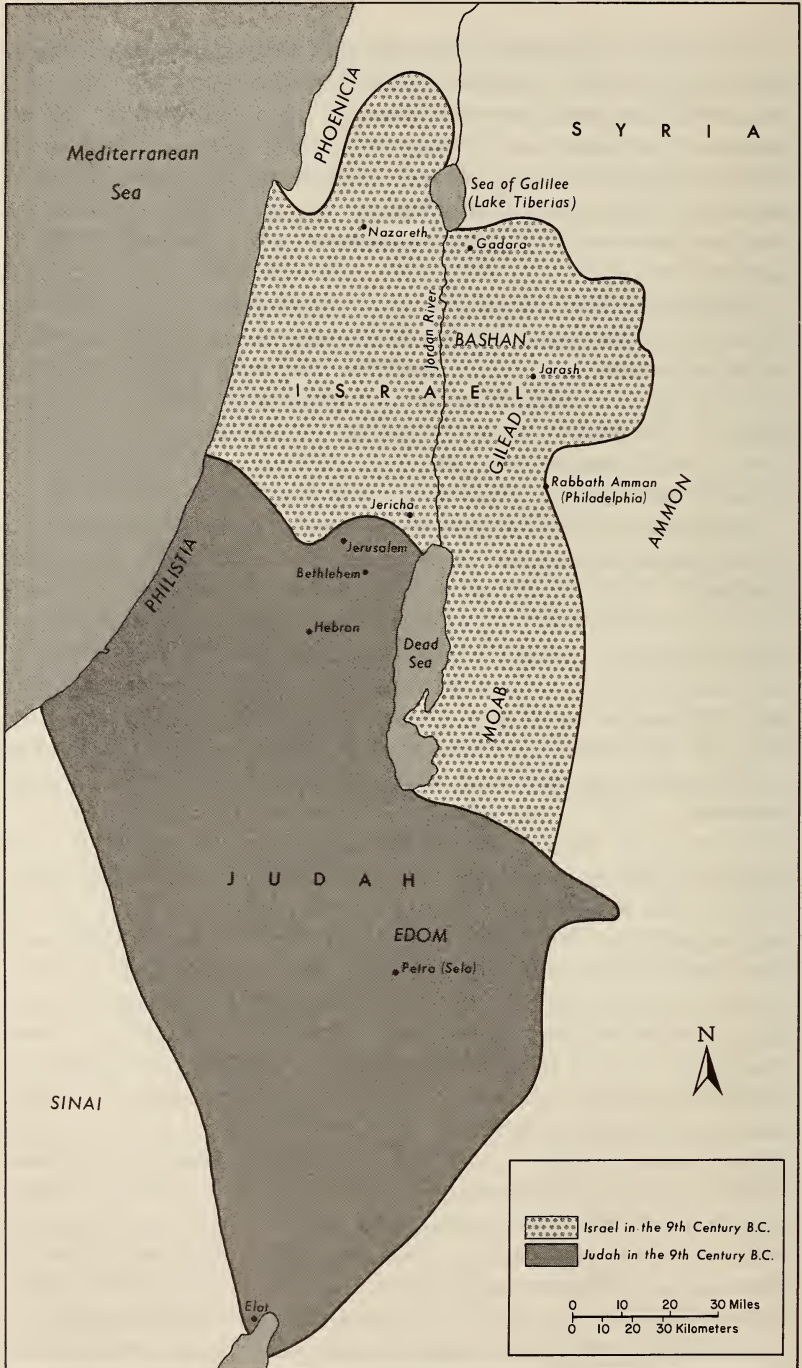 PHOENICIA
S Y R I A
Mediterranean
Sea
Sea of Galilee
(Lake Tiberias)
Nazareth
Gadara
Jordan River
BASHAN
Jarash
I S R A E L
GILEAD
Rabbath Amman
(Philadelphia)
AMMON
Jericho
Jerusalem
PHILISTIA
Bethlehem
Hebron
Dead
Sea
MOAB
J U D A H
EDOM
Petra (Sela)
N
SINAI
Israel in the 9th Century B.C.
Judah in the 9th Century B.C.
0 10 20 30 Miles
0 10 20 30 Kilometers
Elat